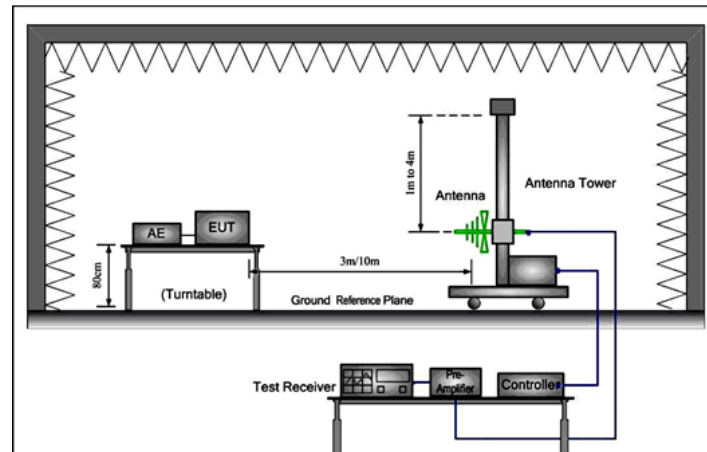 1m to 4m
Antenna
Antenna Tower
AE
EUT
80cm
3m/10m
(Turntable)
Ground Reference Plane
Test Receiver
Pre-
Amplifier
Controller